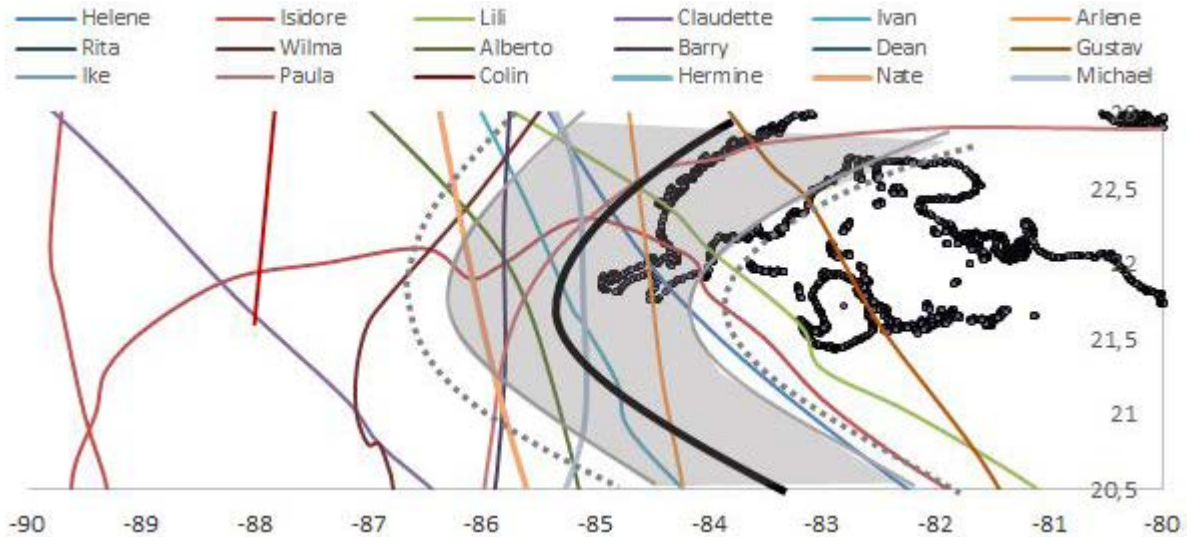 Helene Isidore Lili Claudette Ivan Arlene
Rita Wilma Alberto Barry Dean Gustav
Ike Paula Colin Hermine Nate Michael
23
22,5
22
21,5
21
20,5
-90 -89 -88 -87 -86 -85 -84 -83 -82 -81 -80